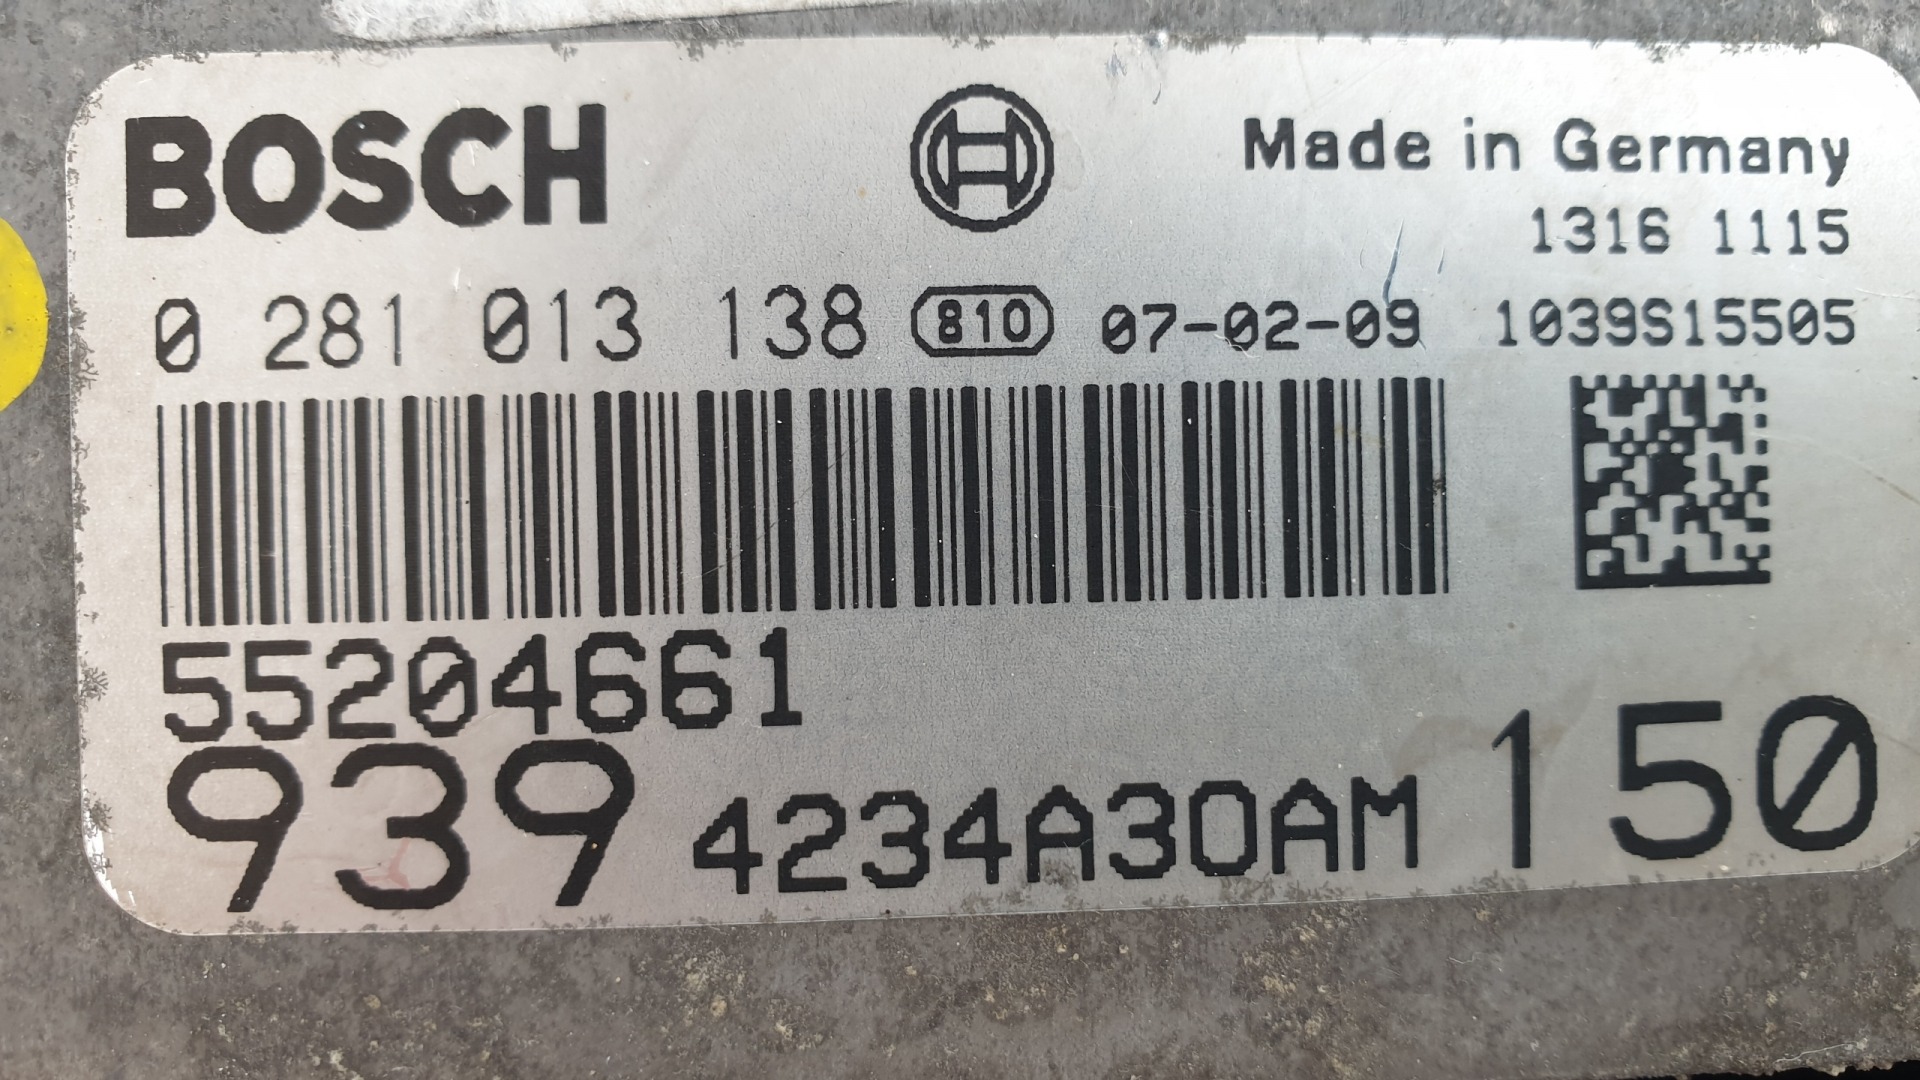 BOSCH
Made in Germany
1316 1115
0 281 013 138 810 07-02-09 1039S15505
55204661
939 4234A30AM 150